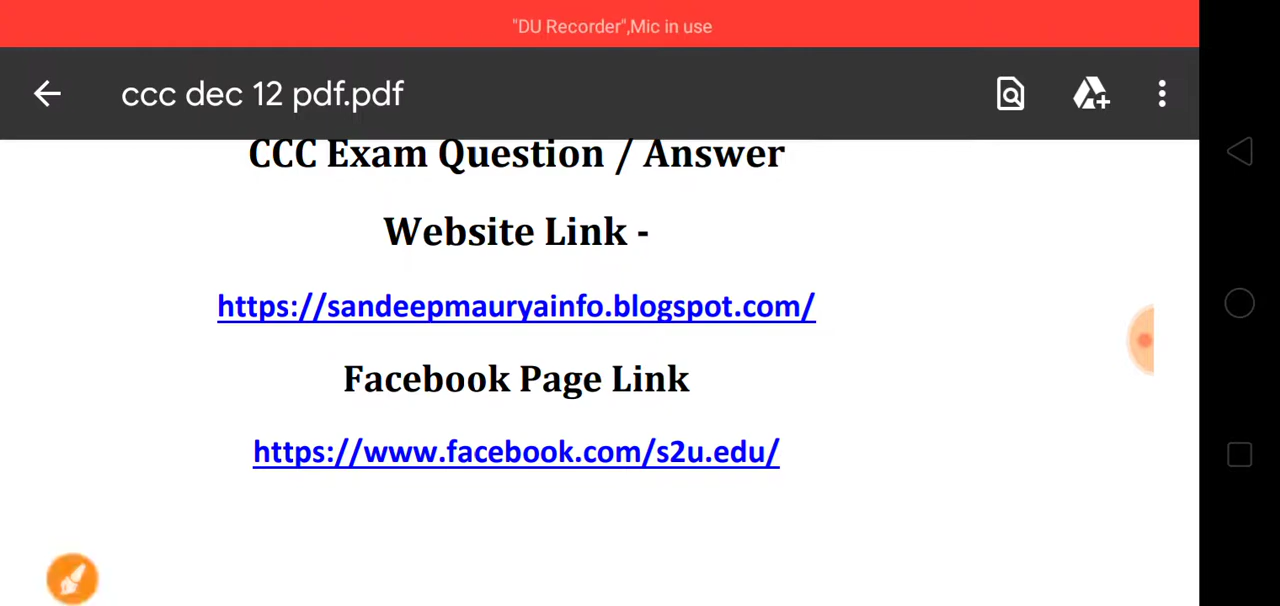 "DU Recorder",Mic in use
ccc dec 12 pdf.pdf
CCC Exam Question / Answer
Website Link -
https://sandeepmauryainfo.blogspot.com/
Facebook Page Link
https://www.facebook.com/s2u.edu/